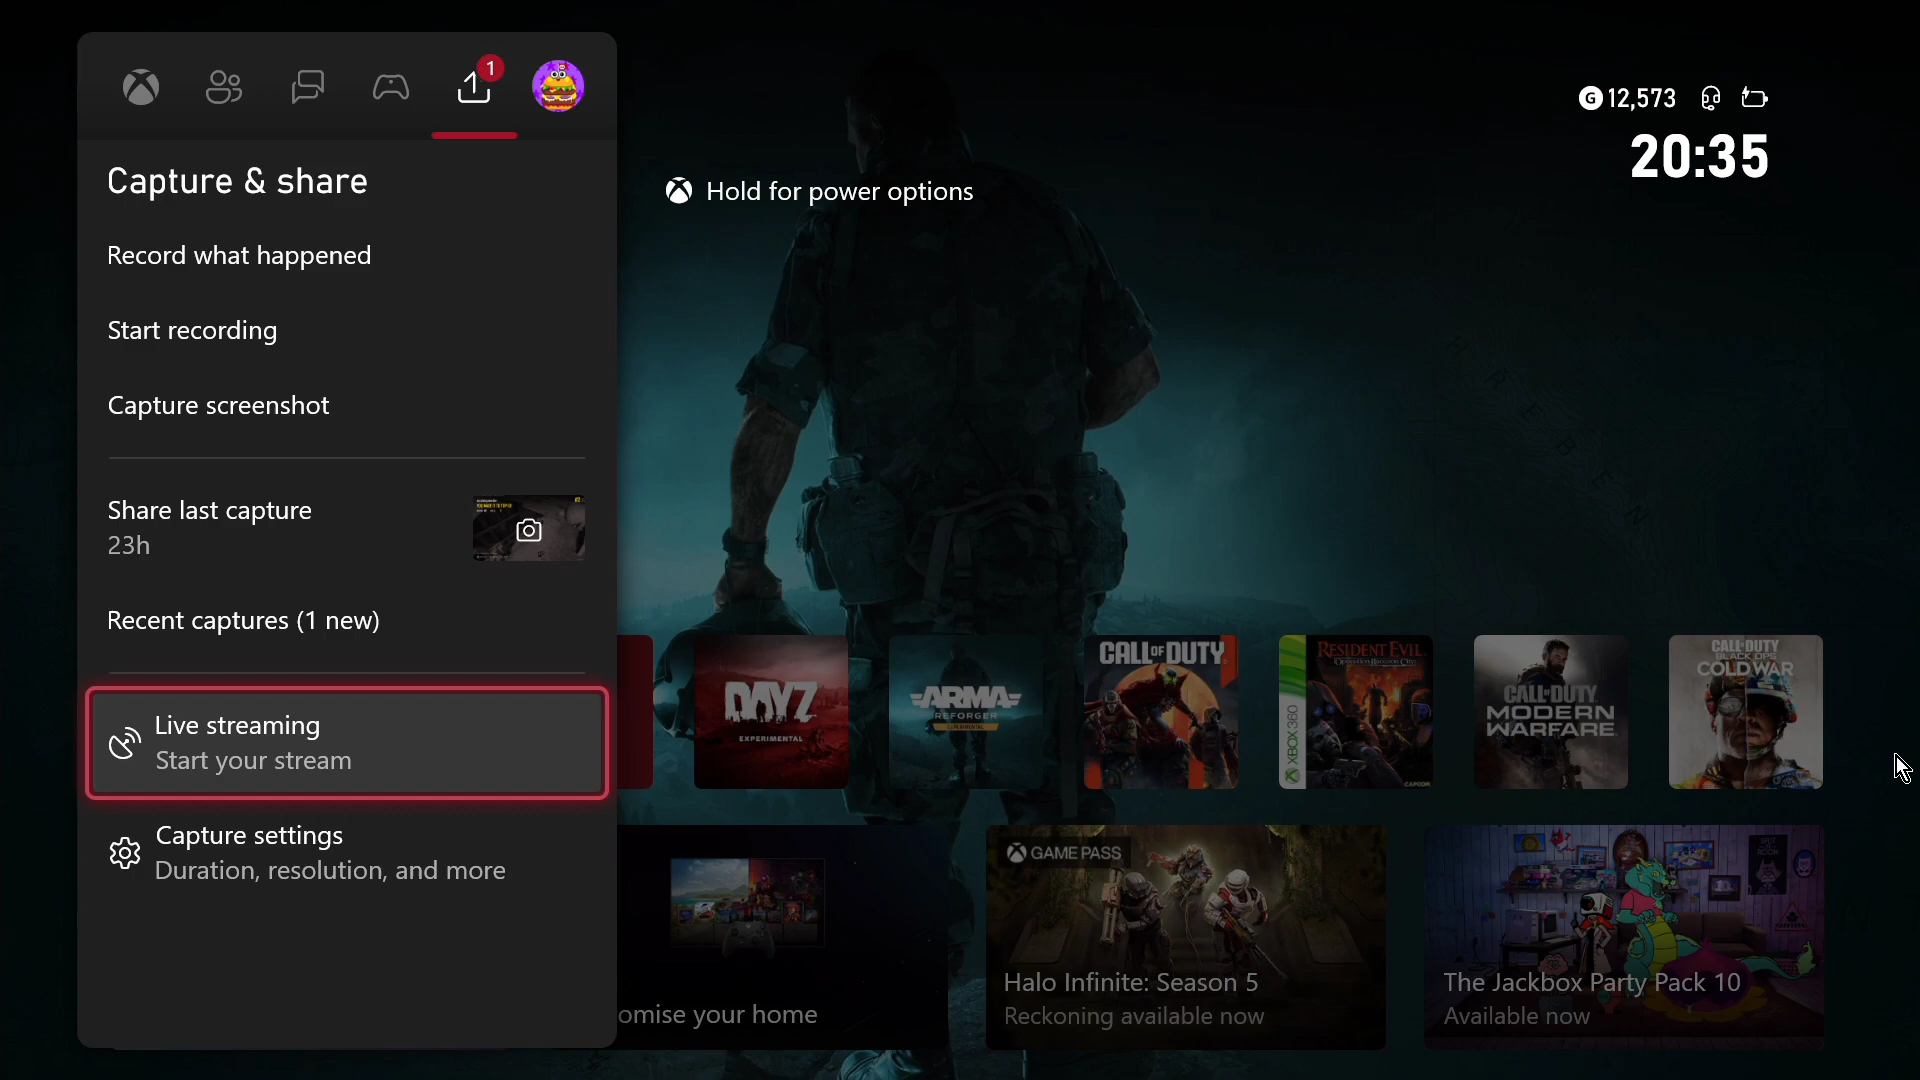 1
G 12,573
20:35
Capture & share
Hold for power options
Record what happened
Start recording
Capture screenshot
Share last capture
23h
Recent captures (1 new)
Live streaming
Start your stream
Capture settings
Duration, resolution, and more
DAYZ
EXPERIMENTAL
ARMA
REFORGER
CALL OF DUTY
XBOX 360
RESIDENT EVIL
Operation Raccoon City
CAPCOM
CALL OF DUTY
MODERN
WARFARE
CALL OF DUTY
BLACK OPS
COLD WAR
omise your home
GAME PASS
Halo Infinite: Season 5
Reckoning available now
The Jackbox Party Pack 10
Available now